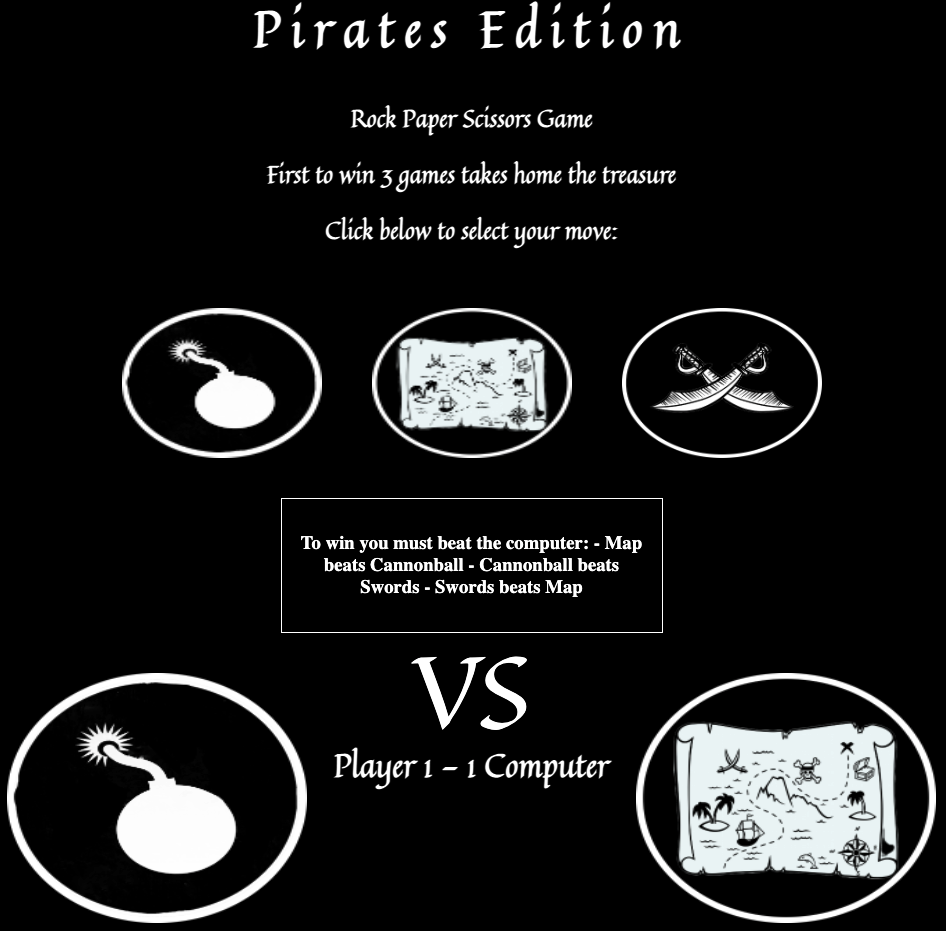 Pirates Edition
Rock Paper Scissors Game
First to win 3 games takes home the treasure
Click below to select your move:
To win you must beat the computer: - Map
beats Cannonball - Cannonball beats
Swords - Swords beats Map
VS
Player 1 - 1 Computer